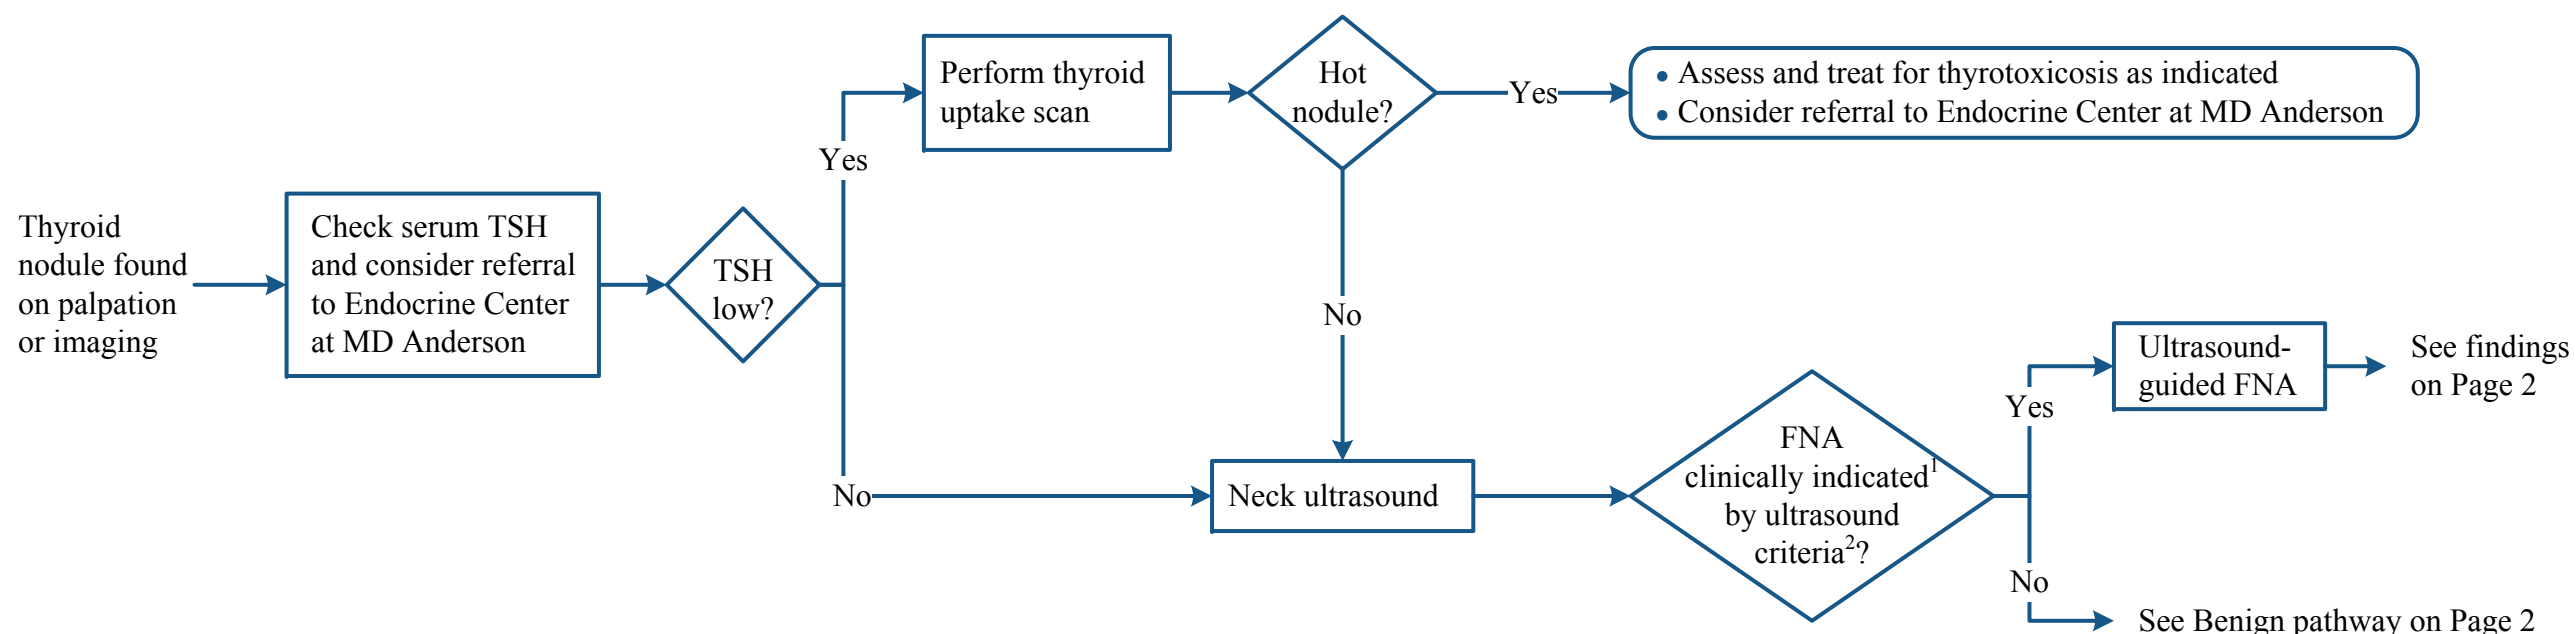 Thyroid
nodule found
on palpation
or imaging
Check serum TSH
and consider referral
to Endocrine Center
at MD Anderson
TSH
low?
Yes
Perform thyroid
uptake scan
Hot
nodule?
Yes
• Assess and treat for thyrotoxicosis as indicated
• Consider referral to Endocrine Center at MD Anderson
No
No
Neck ultrasound
FNA
clinically indicated¹
by ultrasound
criteria²?
Yes
Ultrasound-
guided FNA
See findings
on Page 2
No
See Benign pathway on Page 2